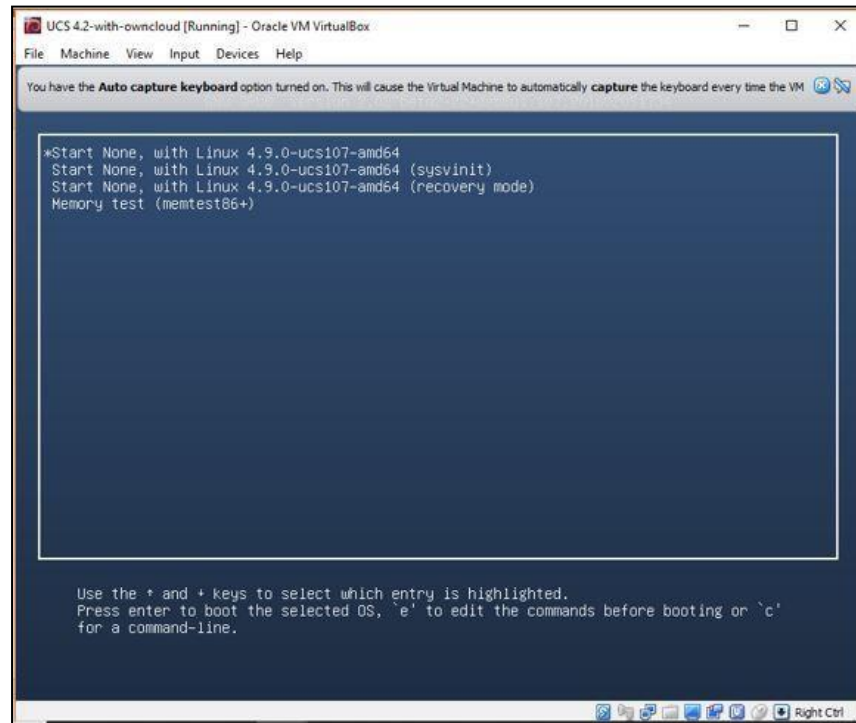 UCS 4.2-with-owncloud [Running] - Oracle VM VirtualBox
File Machine View Input Devices Help
You have the Auto capture keyboard option turned on. This will cause the Virtual Machine to automatically capture the keyboard every time the VM
*Start None, with Linux 4.9.0-ucs107-amd64
Start None, with Linux 4.9.0-ucs107-amd64 (sysvinit)
Start None, with Linux 4.9.0-ucs107-amd64 (recovery mode)
Memory test (memtest86+)
Use the ↑ and ↓ keys to select which entry is highlighted.
Press enter to boot the selected OS, `e' to edit the commands before booting or `c'
for a command-line.
Right Ctrl